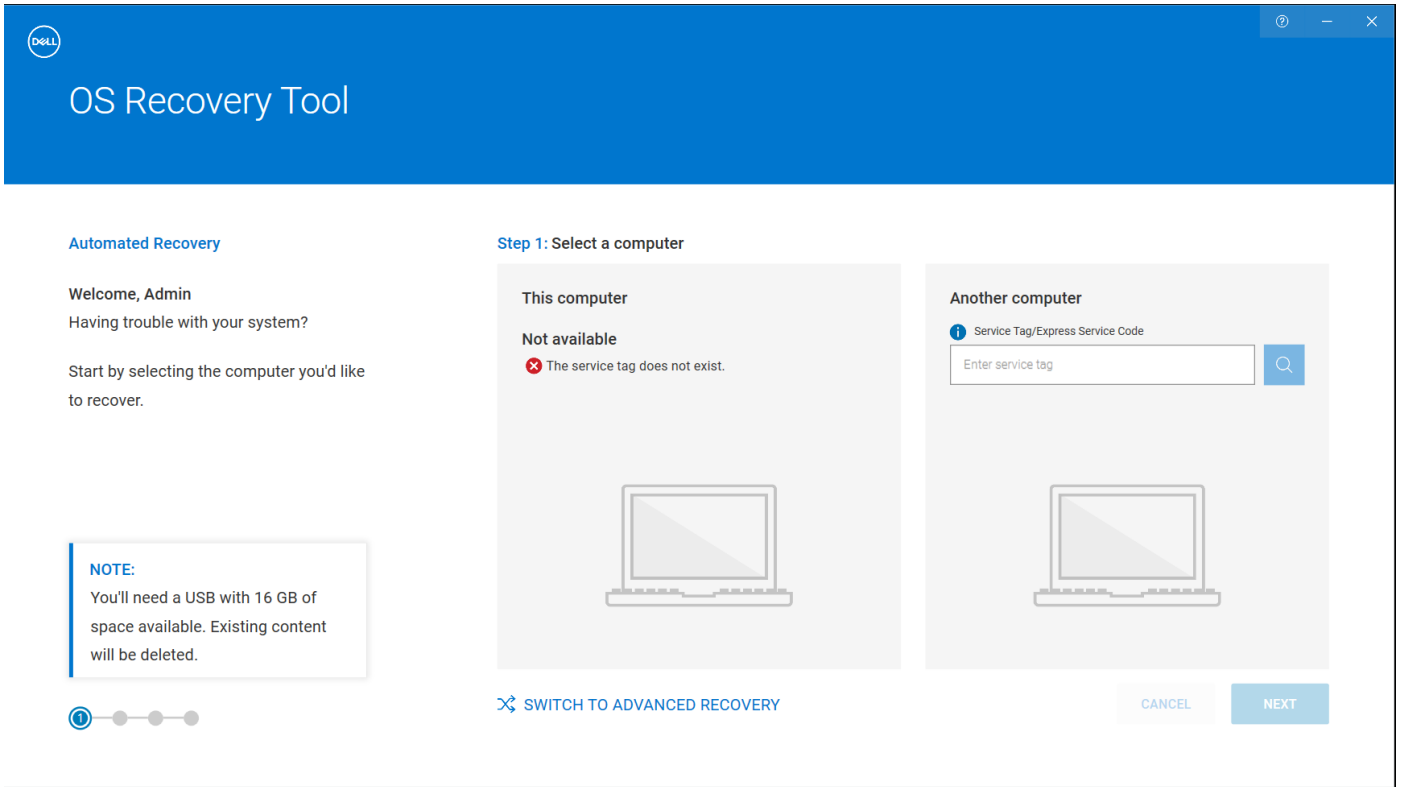 DELL
OS Recovery Tool
Automated Recovery
Welcome, Admin
Having trouble with your system?
Start by selecting the computer you'd like
to recover.
NOTE:
You'll need a USB with 16 GB of
space available. Existing content
will be deleted.
1
Step 1: Select a computer
This computer
Not available
The service tag does not exist.
Another computer
Service Tag/Express Service Code
Enter service tag
SWITCH TO ADVANCED RECOVERY
CANCEL
NEXT